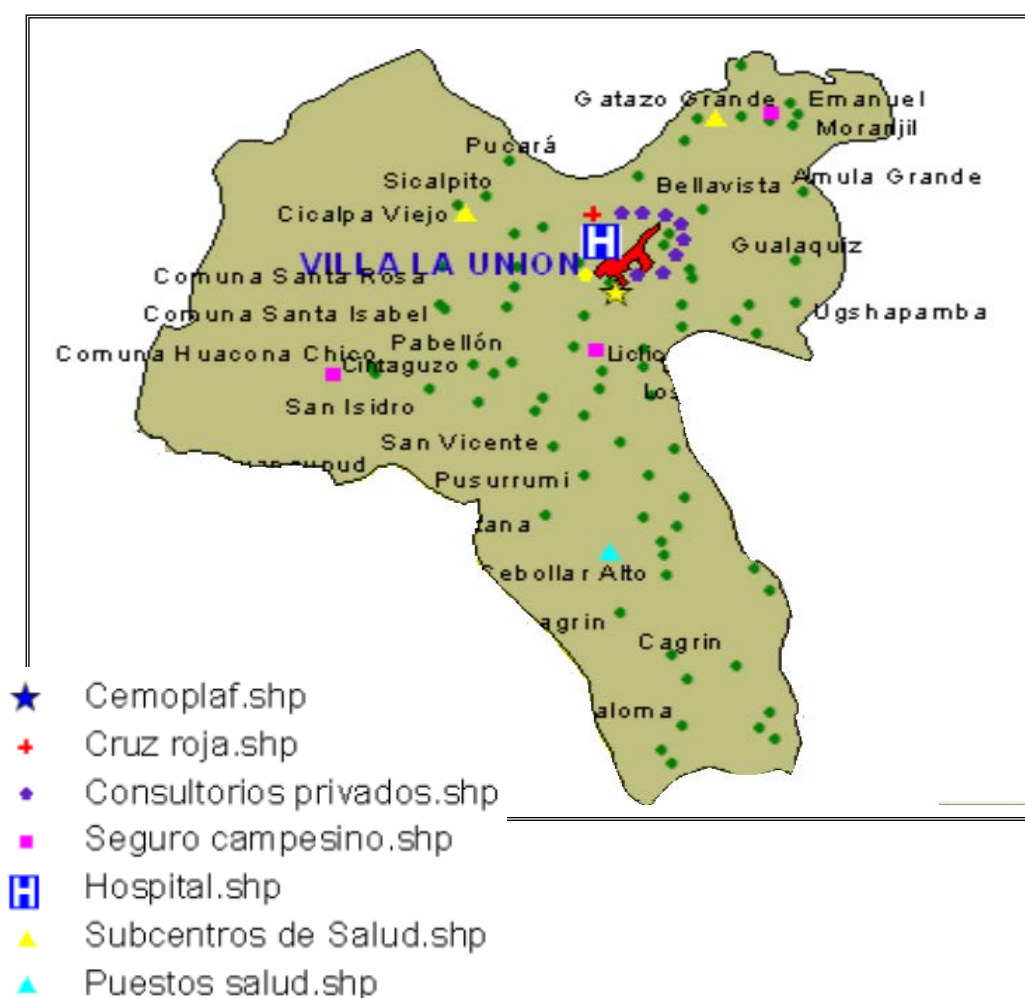 Gatazo Grande
Emanuel
Moranjil
Pucará
Sicalpito
Bellavista
Amula Grande
Cicalpa Viejo
H
Gualaquiz
VILLA LA UNION
Comuna Santa Rosa
Comuna Santa Isabel
Ugshapamba
Pabellón
Comuna Huacona Chico
Cintaguzo
San Isidro
San Vicente
Pusurrumi
Cebollar Alto
Cagrin
Cemoplaf.shp
Cruz roja.shp
Consultorios privados.shp
Seguro campesino.shp
H Hospital.shp
Subcentros de Salud.shp
Puestos salud.shp